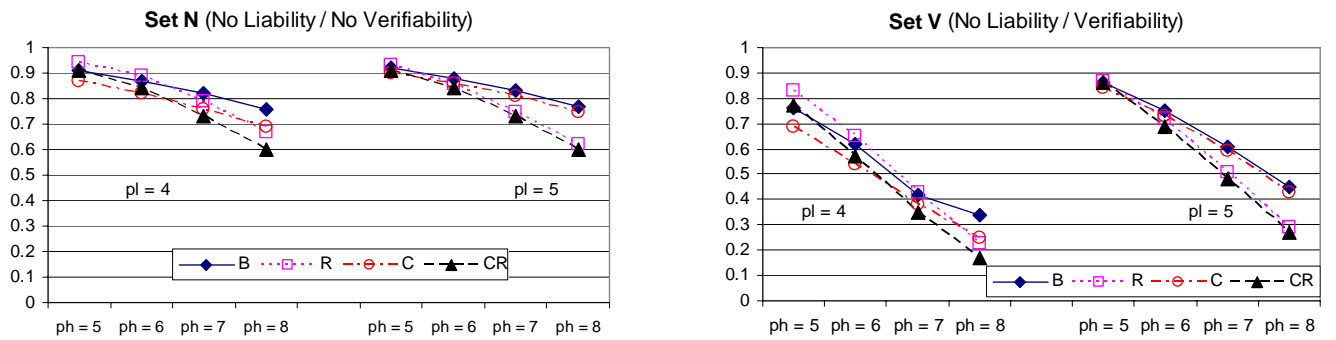 Set N (No Liability / No Verifiability)
1
0.9
0.8
0.7
0.6
0.5
0.4
0.3
0.2
0.1
0
pl = 4
pl = 5
B R C CR
ph = 5 ph = 6 ph = 7 ph = 8 ph = 5 ph = 6 ph = 7 ph = 8
Set V (No Liability / Verifiability)
1
0.9
0.8
0.7
0.6
0.5
0.4
0.3
0.2
0.1
0
pl = 4
pl = 5
B R C CR
ph = 5 ph = 6 ph = 7 ph = 8 ph = 5 ph = 6 ph = 7 ph = 8